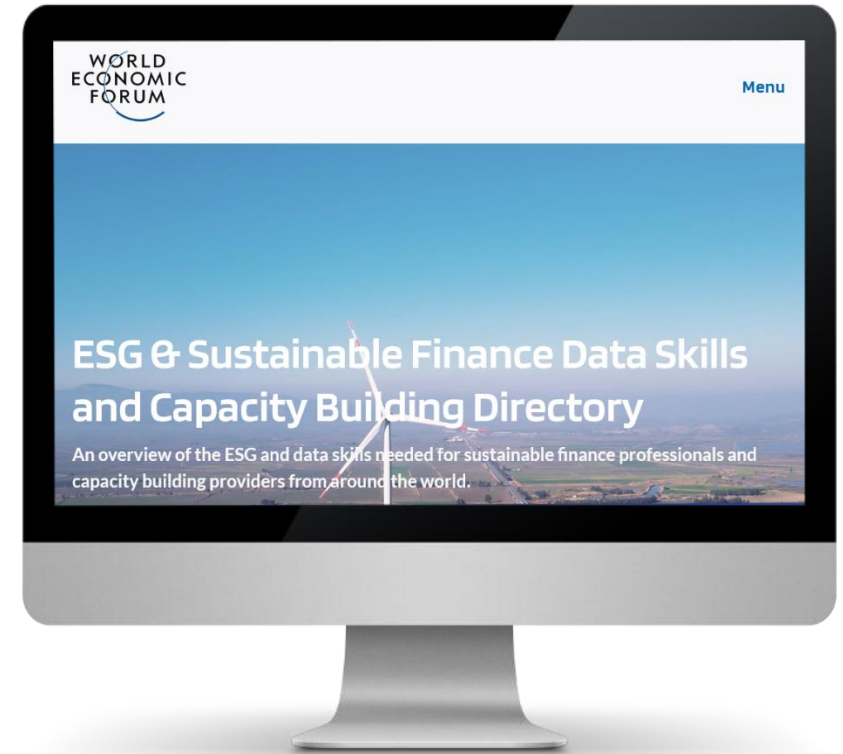 WORLD
ECONOMIC
FORUM
Menu
ESG & Sustainable Finance Data Skills
and Capacity Building Directory
An overview of the ESG and data skills needed for sustainable finance professionals and
capacity building providers from around the world.